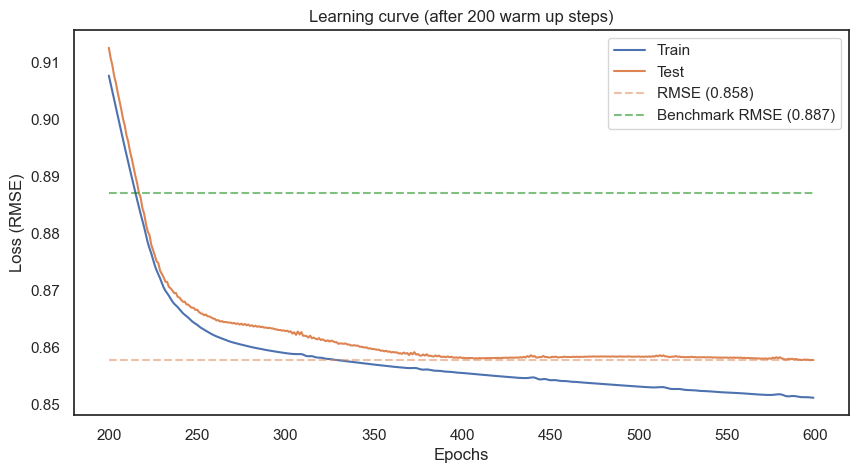 Learning curve (after 200 warm up steps)
Train
Test
RMSE (0.858)
Benchmark RMSE (0.887)
Loss (RMSE)
0.91
0.90
0.89
0.88
0.87
0.86
0.85
200 250 300 350 400 450 500 550 600
Epochs